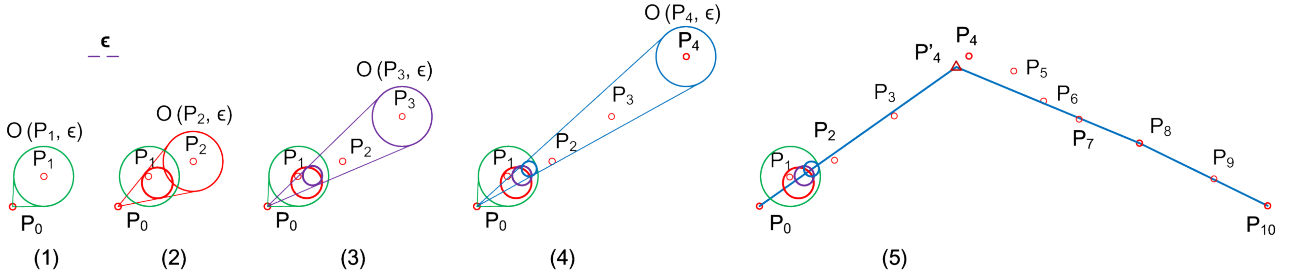 ϵ
O (P₁, ϵ)
P₁
P₀
(1)
O (P₂, ϵ)
P₁
P₂
P₀
(2)
O (P₃, ϵ)
P₃
P₁
P₂
P₀
(3)
O (P₄, ϵ)
P₄
P₃
P₁
P₂
P₀
(4)
P₄
P'₄
P₅
P₆
P₃
P₇
P₈
P₂
P₁
P₉
P₀
P₁₀
(5)